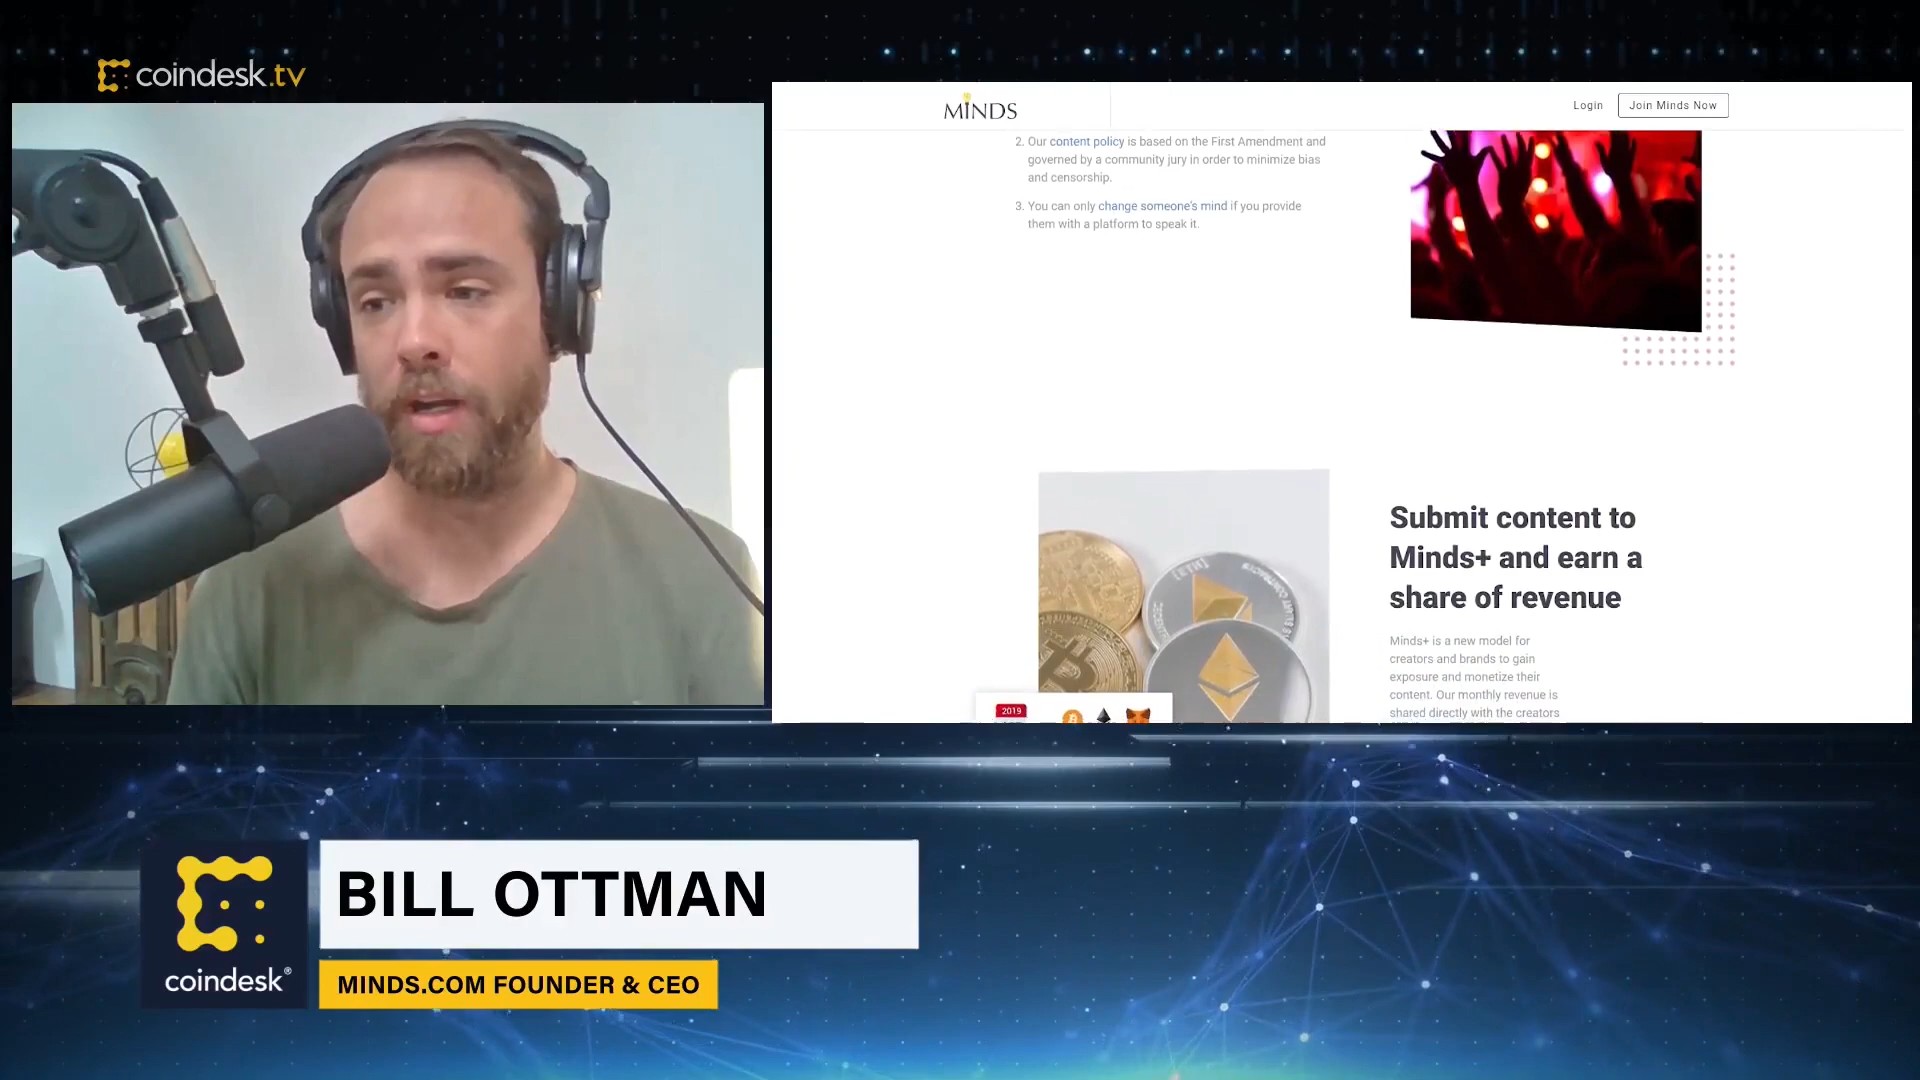 coindesk.tv
MINDS
Login
Join Minds Now
2. Our content policy is based on the First Amendment and
governed by a community jury in order to minimize bias
and censorship.
3. You can only change someone's mind if you provide
them with a platform to speak it.
Submit content to
Minds+ and earn a
share of revenue
Minds+ is a new model for
creators and brands to gain
exposure and monetize their
content. Our monthly revenue is
shared directly with the creators
2019
BILL OTTMAN
coindesk®
MINDS.COM FOUNDER & CEO